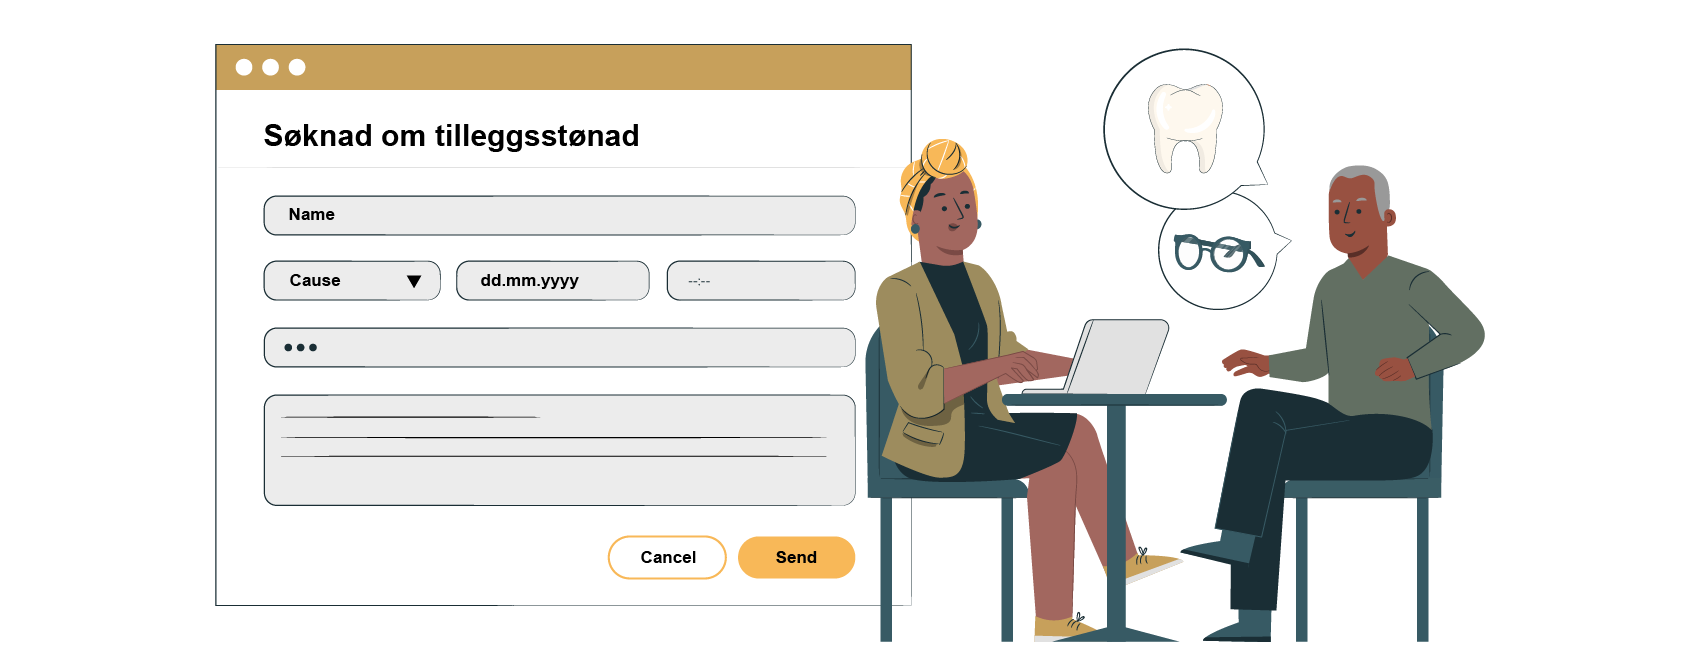 Søknad om tilleggsstønad
Name
Cause
dd.mm.yyyy
--:--
Cancel
Send